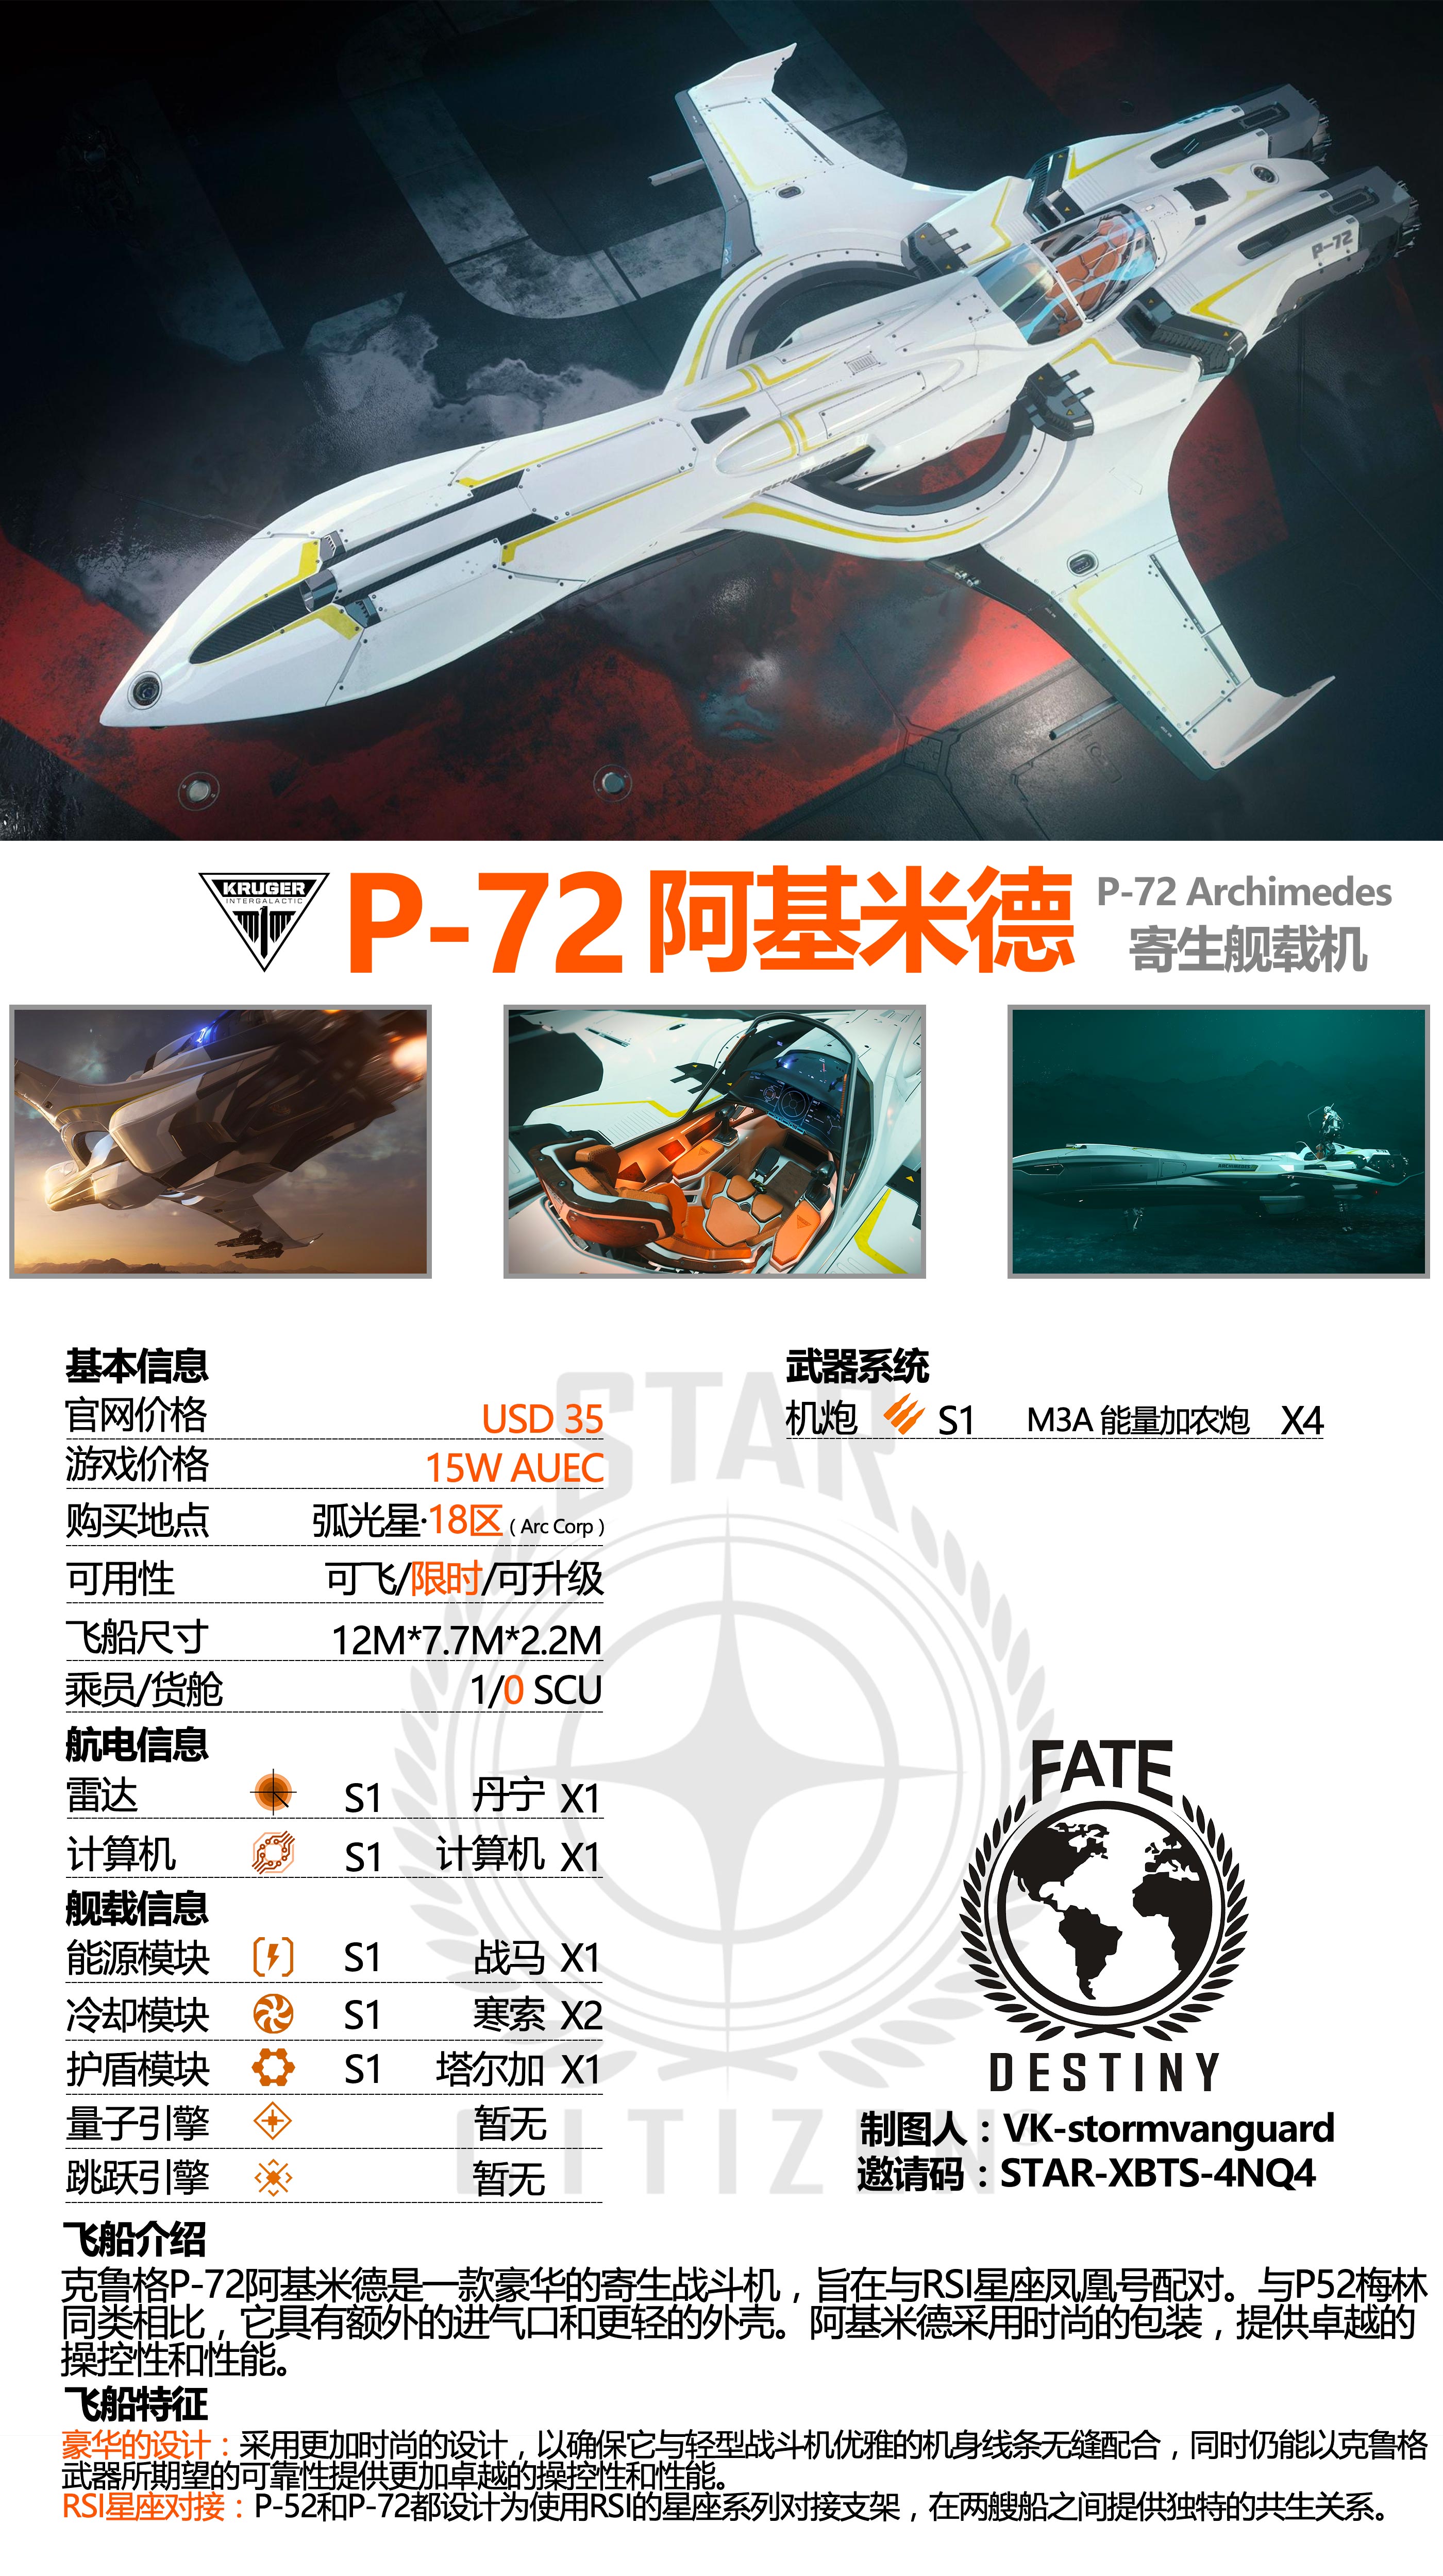 P-72
KRUGER
INTERGALACTIC
P-72 阿基米德
P-72 Archimedes
寄生舰载机
ARCHIMEDES
基本信息
官网价格 USD 35
游戏价格 15W AUEC
购买地点 弧光星·18区 ( Arc Corp )
可用性 可飞/限时/可升级
飞船尺寸 12M*7.7M*2.2M
乘员/货舱 1/0 SCU
航电信息
雷达 S1 丹宁 X1
计算机 S1 计算机 X1
舰载信息
能源模块 S1 战马 X1
冷却模块 S1 寒索 X2
护盾模块 S1 塔尔加 X1
量子引擎 暂无
跳跃引擎 暂无
武器系统
机炮 S1 M3A 能量加农炮 X4
STAR
CITIZEN
FATE
DESTINY
制图人：VK-stormvanguard
邀请码：STAR-XBTS-4NQ4
飞船介绍
克鲁格P-72阿基米德是一款豪华的寄生战斗机，旨在与RSI星座凤凰号配对。与P52梅林
同类相比，它具有额外的进气口和更轻的外壳。阿基米德采用时尚的包装，提供卓越的
操控性和性能。
飞船特征
豪华的设计：采用更加时尚的设计，以确保它与轻型战斗机优雅的机身线条无缝配合，同时仍能以克鲁格
武器所期望的可靠性提供更加卓越的操控性和性能。
RSI星座对接：P-52和P-72都设计为使用RSI的星座系列对接支架，在两艘船之间提供独特的共生关系。